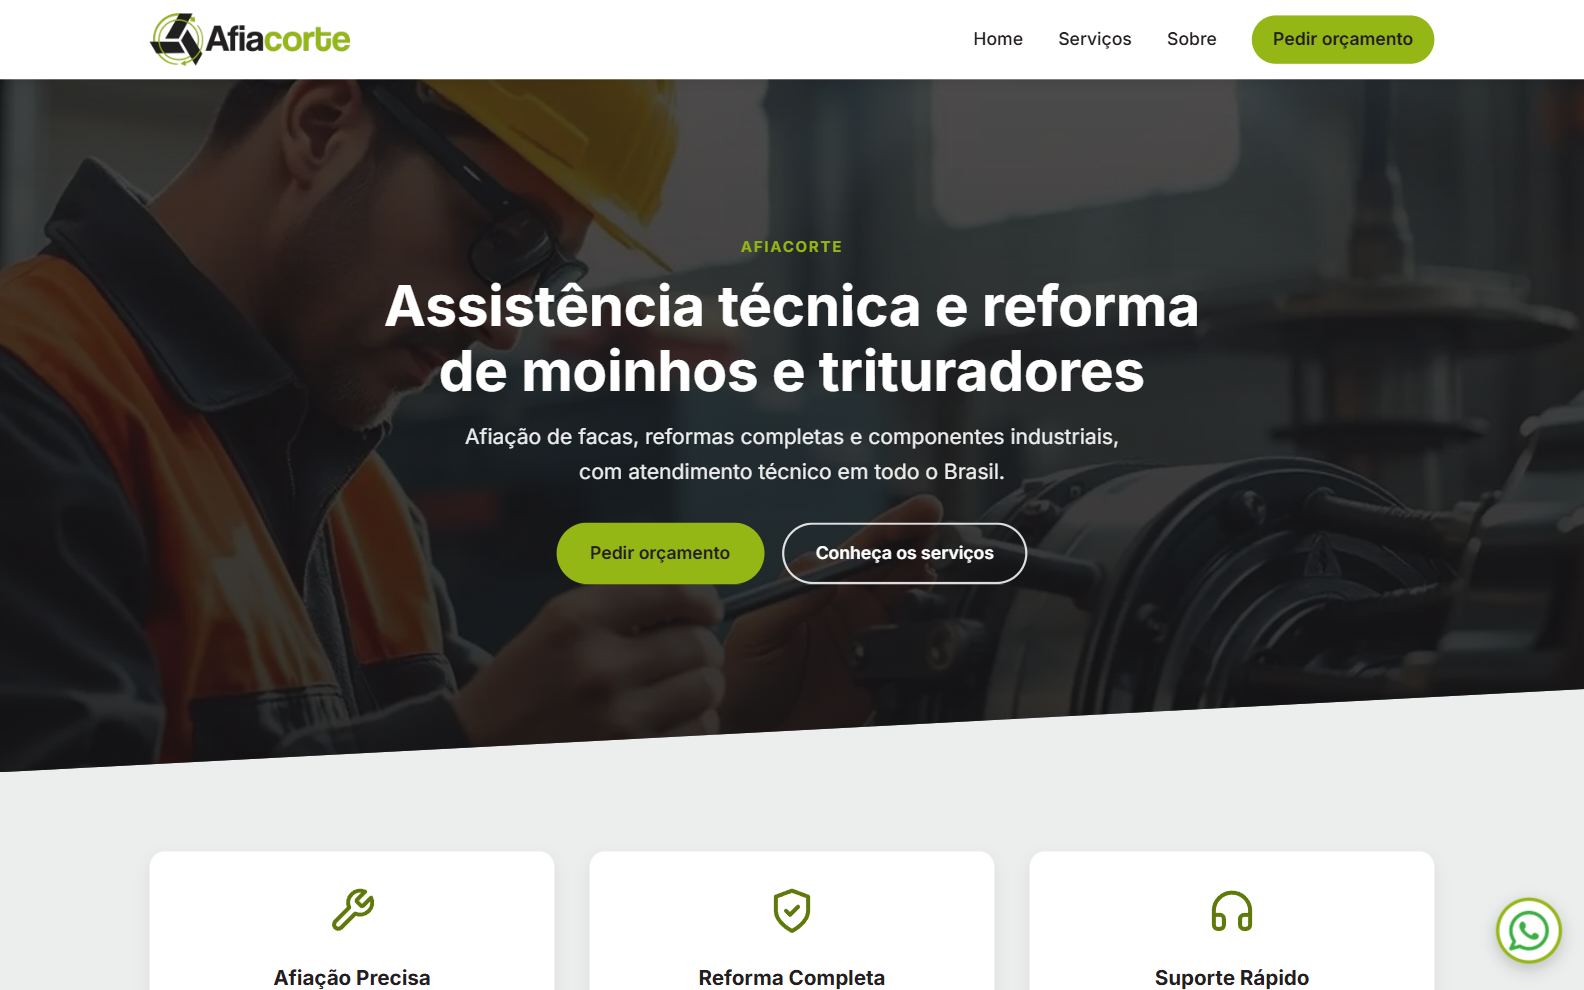 Afiacorte
Home
Serviços
Sobre
Pedir orçamento
AFIACORTE
Assistência técnica e reforma
de moinhos e trituradores
Afiação de facas, reformas completas e componentes industriais,
com atendimento técnico em todo o Brasil.
Pedir orçamento
Conheça os serviços
Afiação Precisa
Reforma Completa
Suporte Rápido